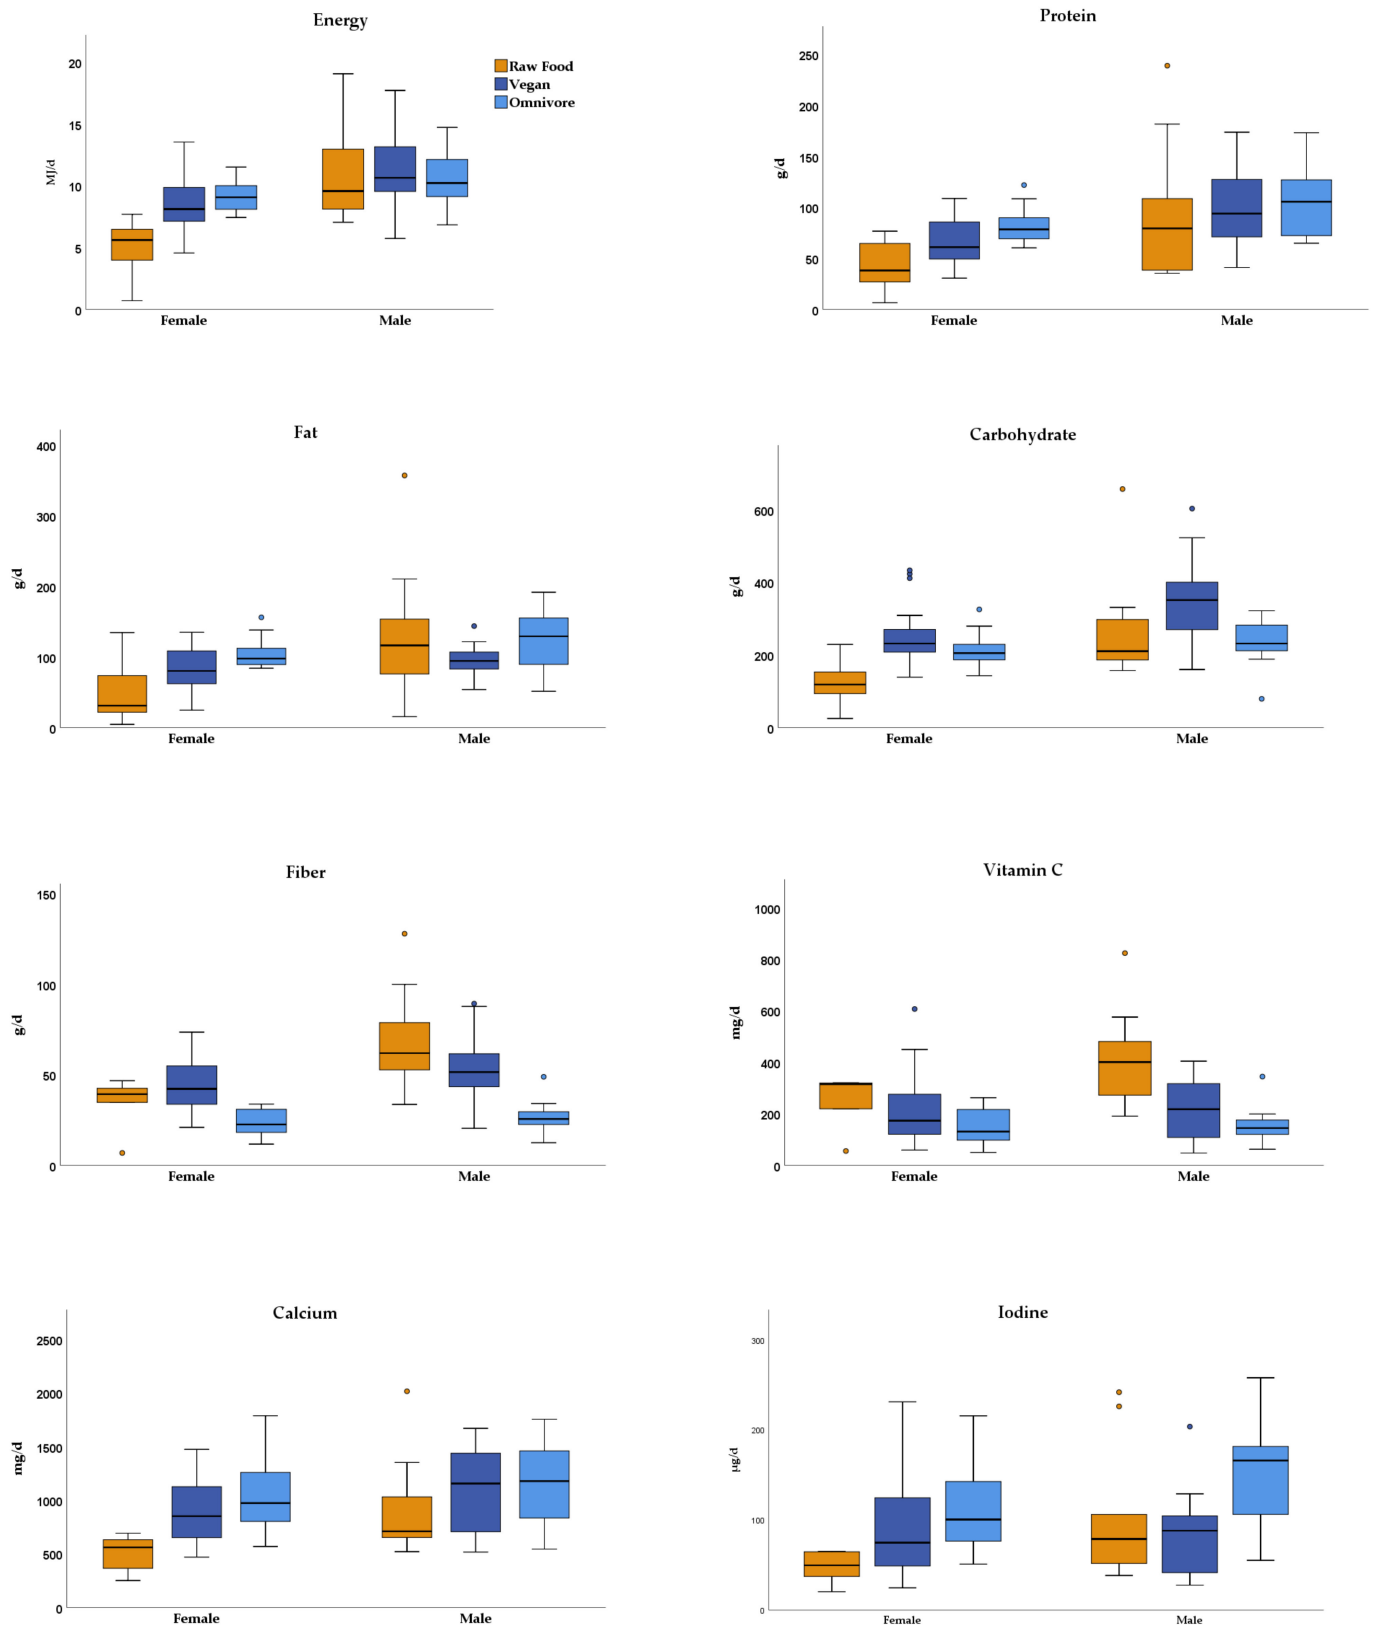 Energy
20
15
10
5
0
MJ/d
Raw Food
Vegan
Omnivore
Female
Male
Protein
250
200
150
100
50
0
g/d
Female
Male
Fat
400
300
200
100
0
g/d
Female
Male
Carbohydrate
600
400
200
0
g/d
Female
Male
Fiber
150
100
50
0
g/d
Female
Male
Vitamin C
1000
800
600
400
200
0
mg/d
Female
Male
Calcium
2500
2000
1500
1000
500
0
mg/d
Female
Male
Iodine
300
200
100
0
µg/d
Female
Male